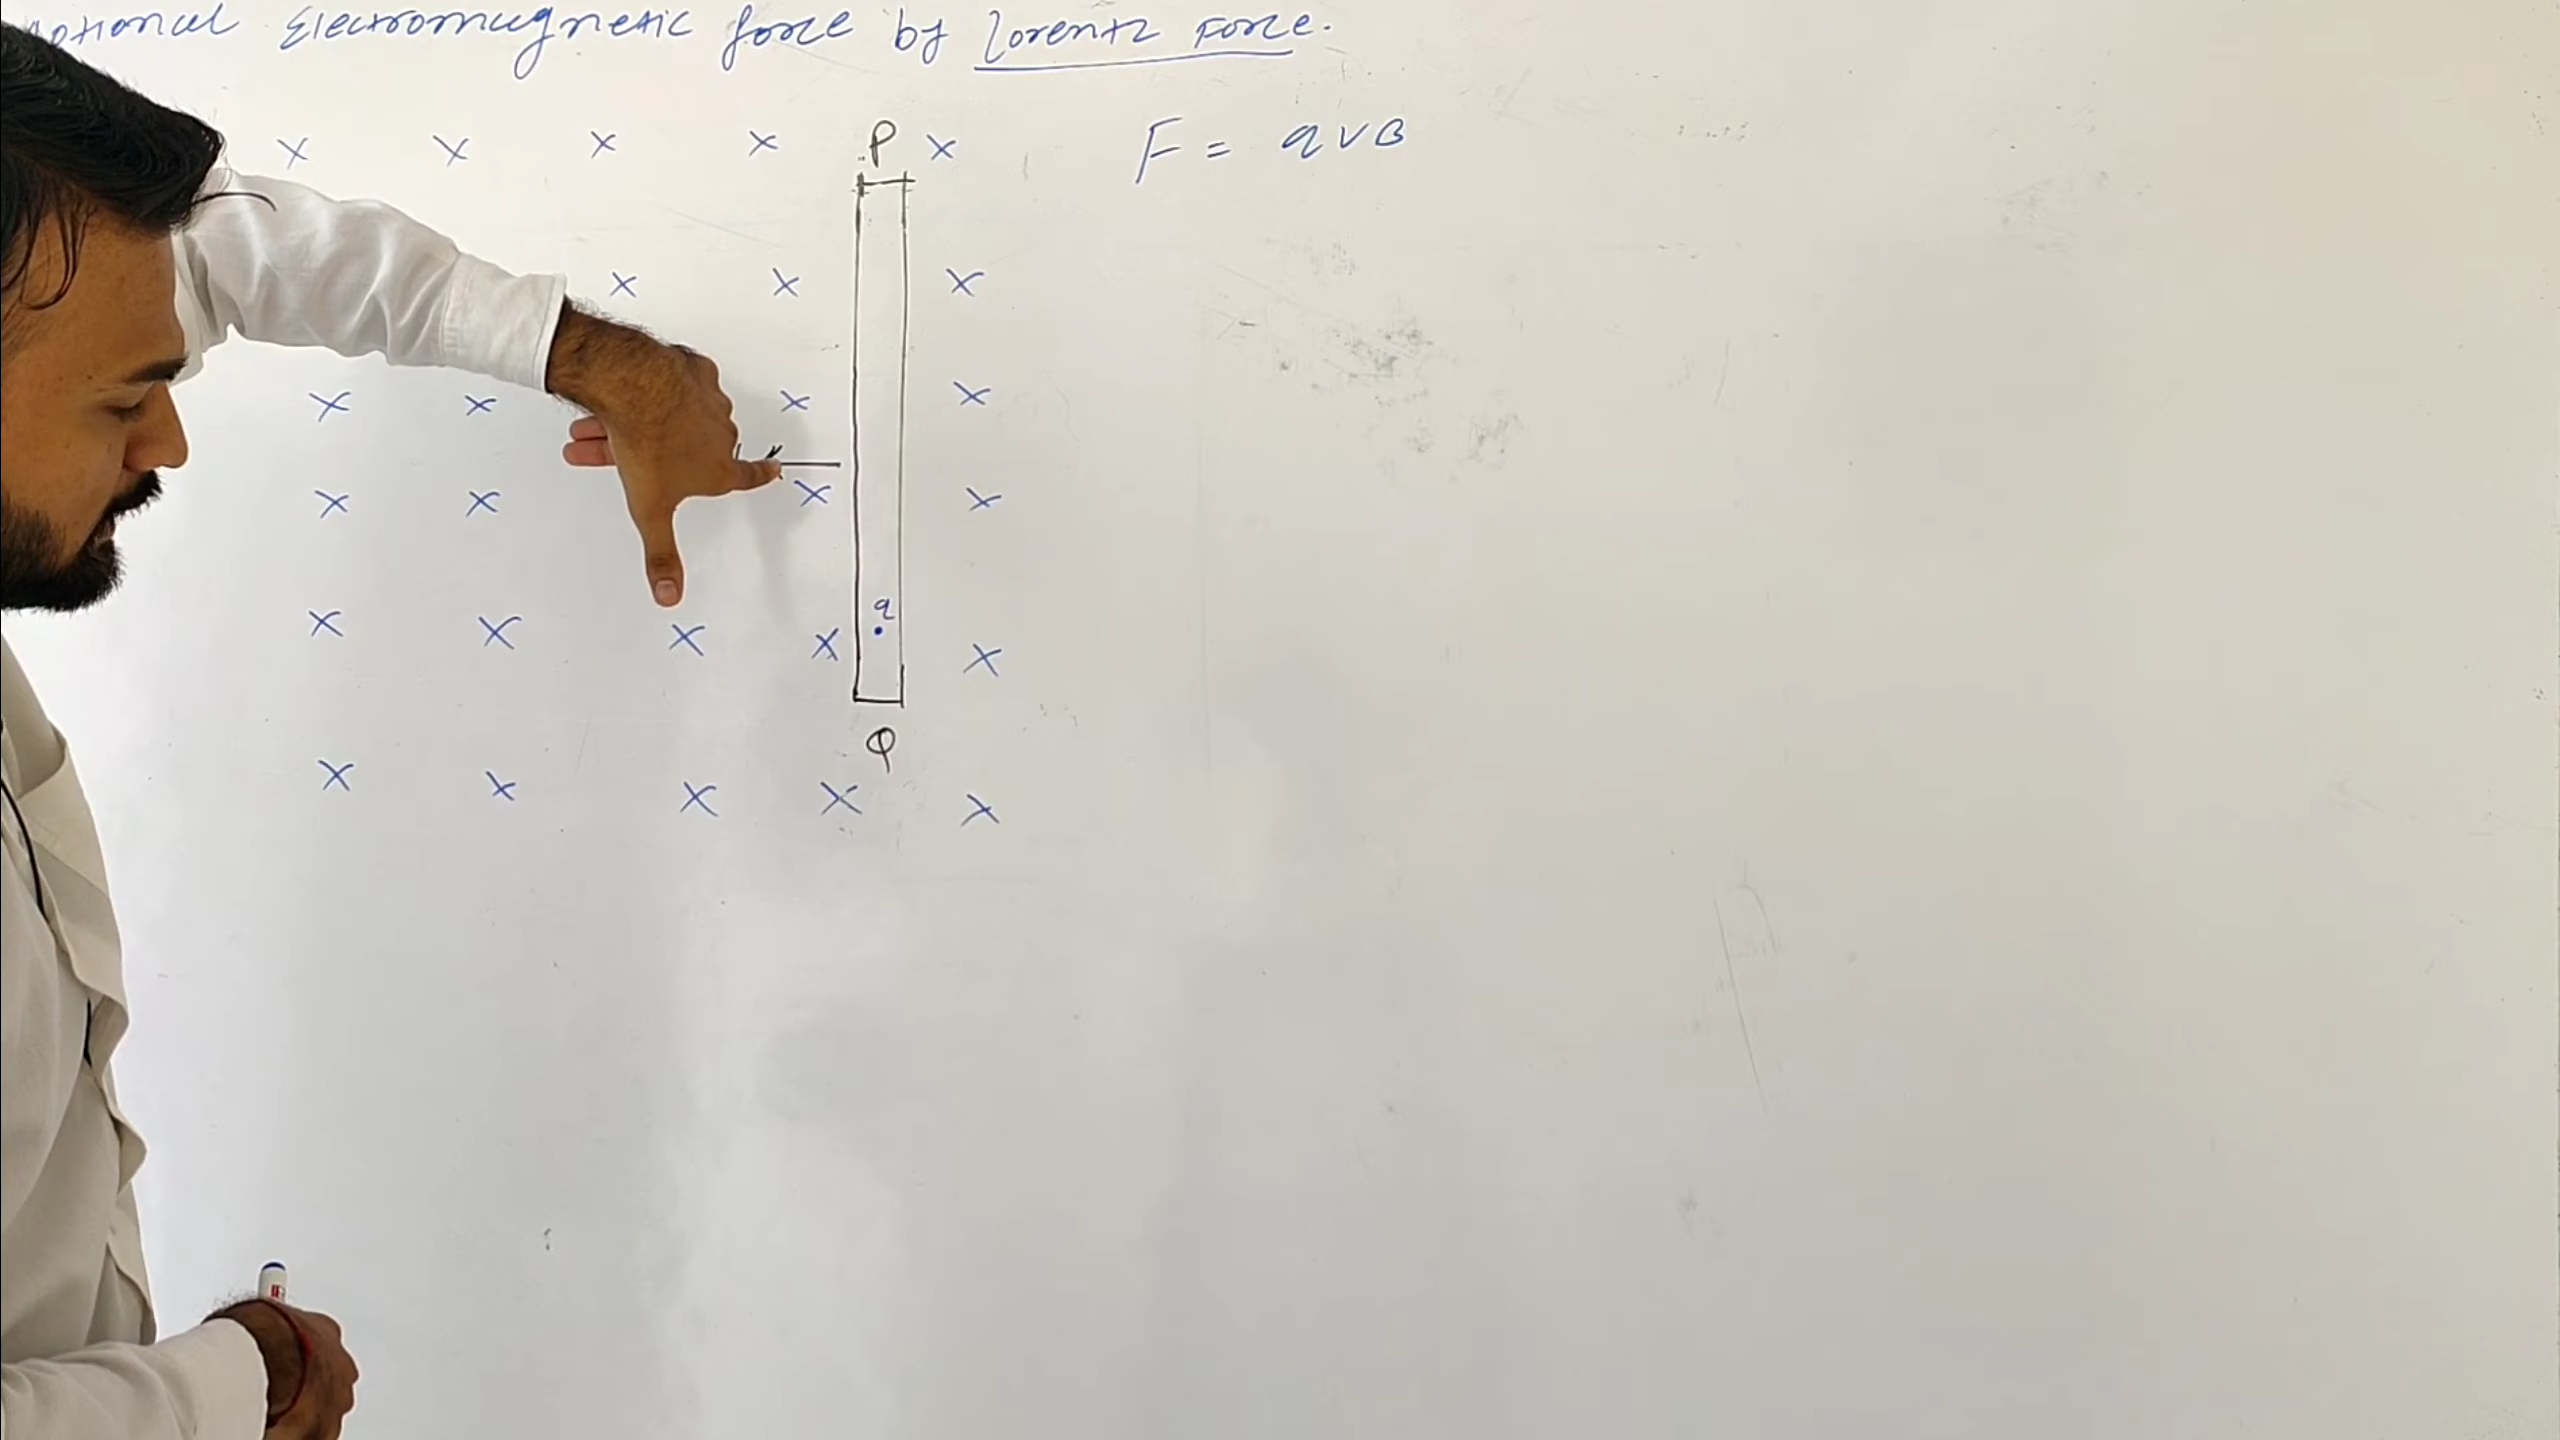 Electromagnetic force by Lorentz Force.
P
F = qvB
q
Q